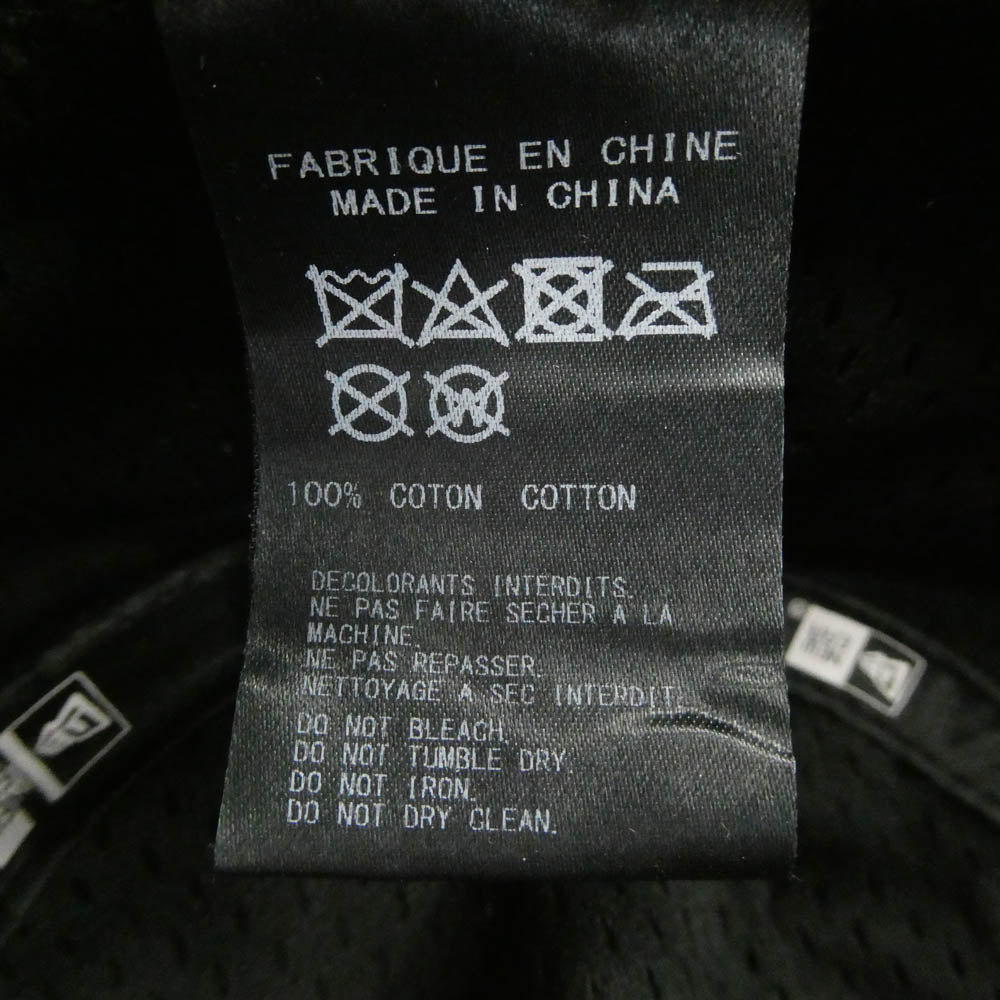 FABRIQUE EN CHINE
MADE IN CHINA
W
100% COTON COTTON
DECOLORANTS INTERDITS.
NE PAS FAIRE SECHER A LA
MACHINE.
NE PAS REPASSER.
NETTOYAGE A SEC INTERDIT.
DO NOT BLEACH.
DO NOT TUMBLE DRY.
DO NOT IRON.
DO NOT DRY CLEAN.